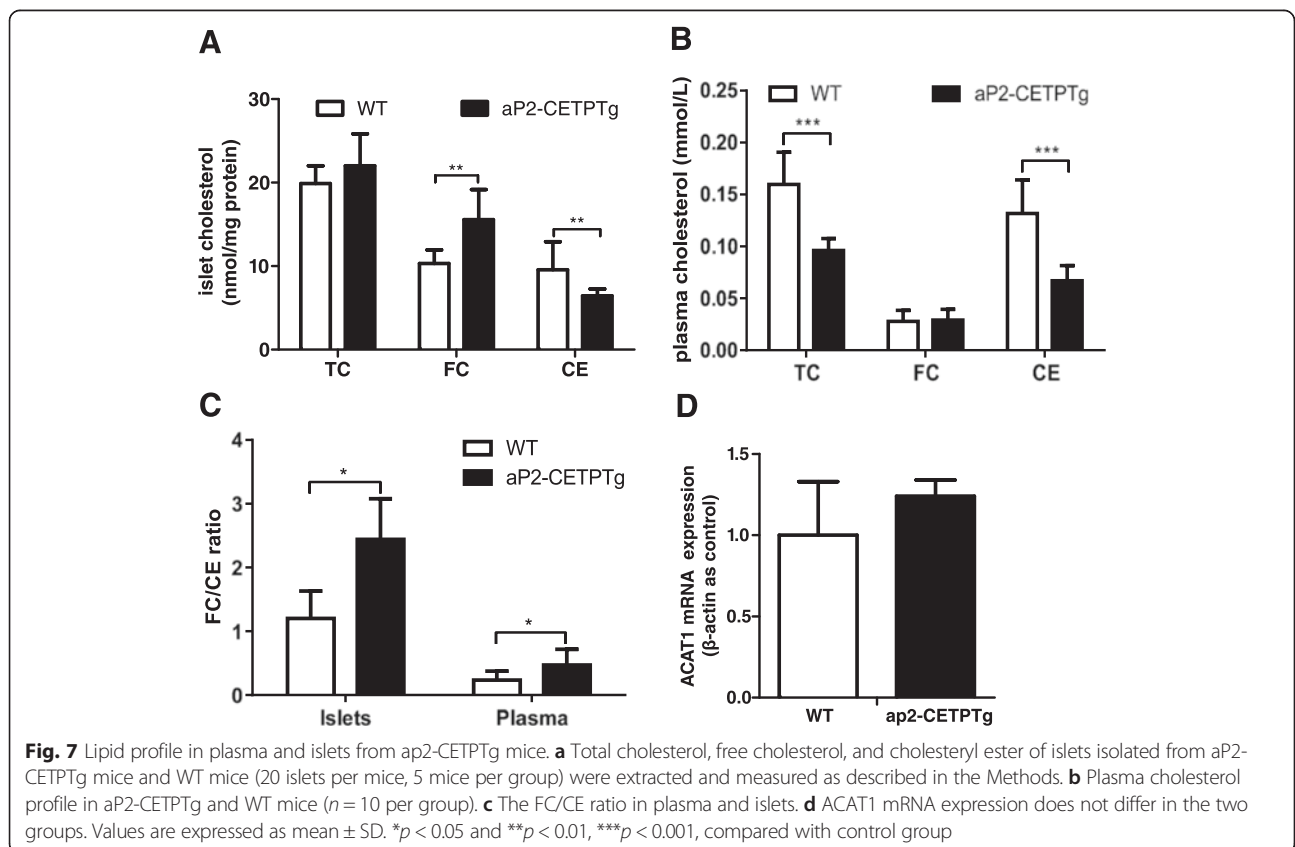 A
30
20
10
0
islet cholesterol
(nmol/mg protein)
WT
aP2-CETPTg
**
**
TC
FC
CE
B
0.25
0.20
0.15
0.10
0.05
0.00
plasma cholesterol (mmol/L)
WT
aP2-CETPTg
***
***
TC
FC
CE
C
4
3
2
1
0
FC/CE ratio
WT
aP2-CETPTg
*
*
Islets
Plasma
D
1.5
1.0
0.5
0.0
ACAT1 mRNA expression
(β-actin as control)
WT
ap2-CETPTg
Fig. 7 Lipid profile in plasma and islets from ap2-CETPTg mice. a Total cholesterol, free cholesterol, and cholesteryl ester of islets isolated from aP2-
CETPTg mice and WT mice (20 islets per mice, 5 mice per group) were extracted and measured as described in the Methods. b Plasma cholesterol
profile in aP2-CETPTg and WT mice (n = 10 per group). c The FC/CE ratio in plasma and islets. d ACAT1 mRNA expression does not differ in the two
groups. Values are expressed as mean ± SD. *p < 0.05 and **p < 0.01, ***p < 0.001, compared with control group